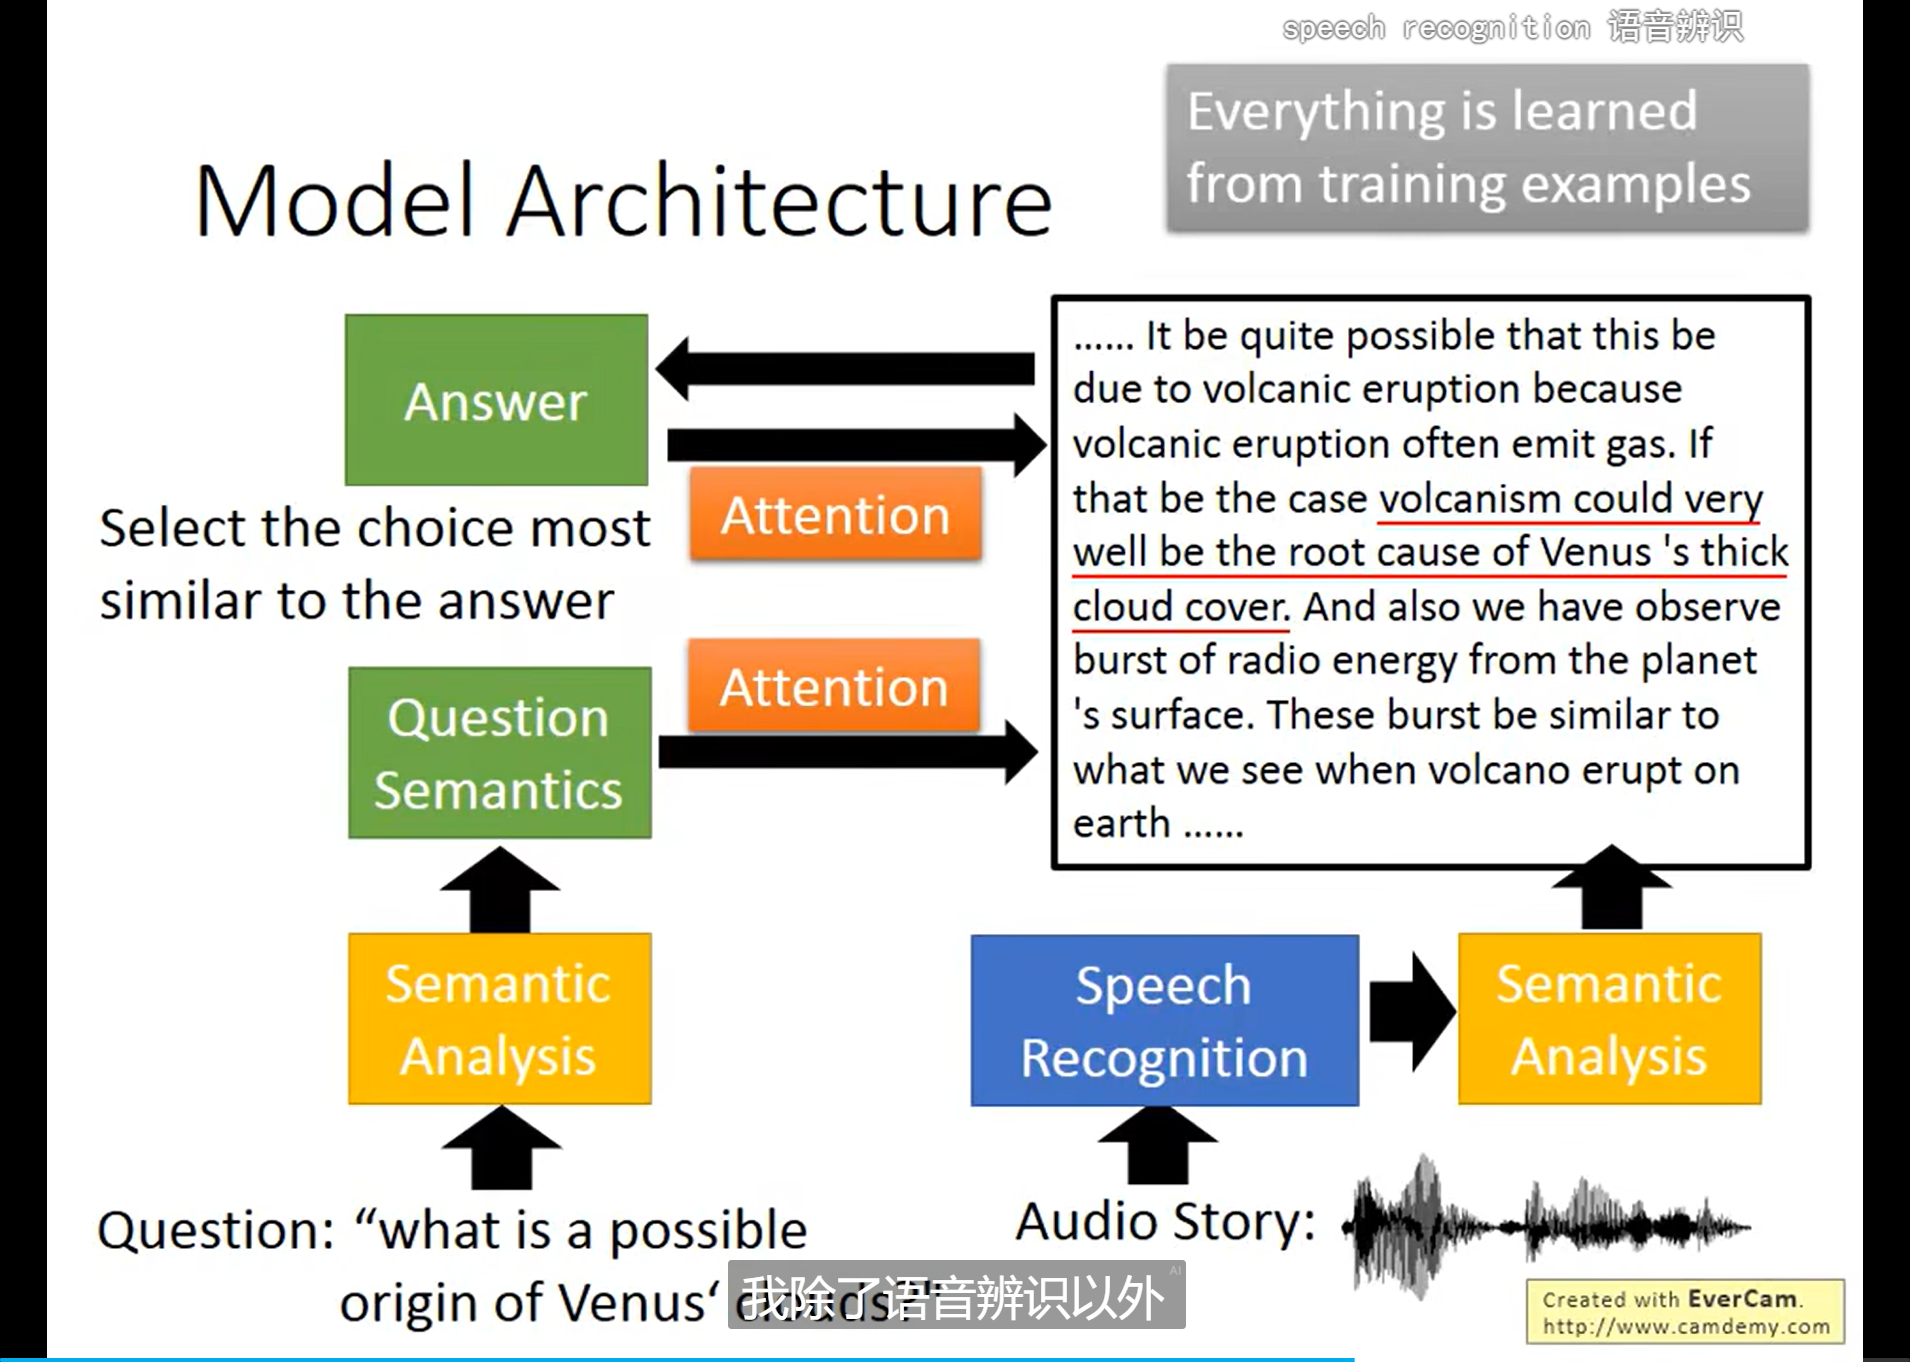 speech recognition 语音辨识
Everything is learned
from training examples
Model Architecture
Answer
Attention
Select the choice most
similar to the answer
Attention
Question
Semantics
...... It be quite possible that this be
due to volcanic eruption because
volcanic eruption often emit gas. If
that be the case volcanism could very
well be the root cause of Venus 's thick
cloud cover. And also we have observe
burst of radio energy from the planet
's surface. These burst be similar to
what we see when volcano erupt on
earth ......
Semantic
Analysis
Speech
Recognition
Semantic
Analysis
Question: “what is a possible
origin of Venus‘ clouds?"
Audio Story:
我除了语音辨识以外
AI
Created with EverCam.
http://www.camdemy.com